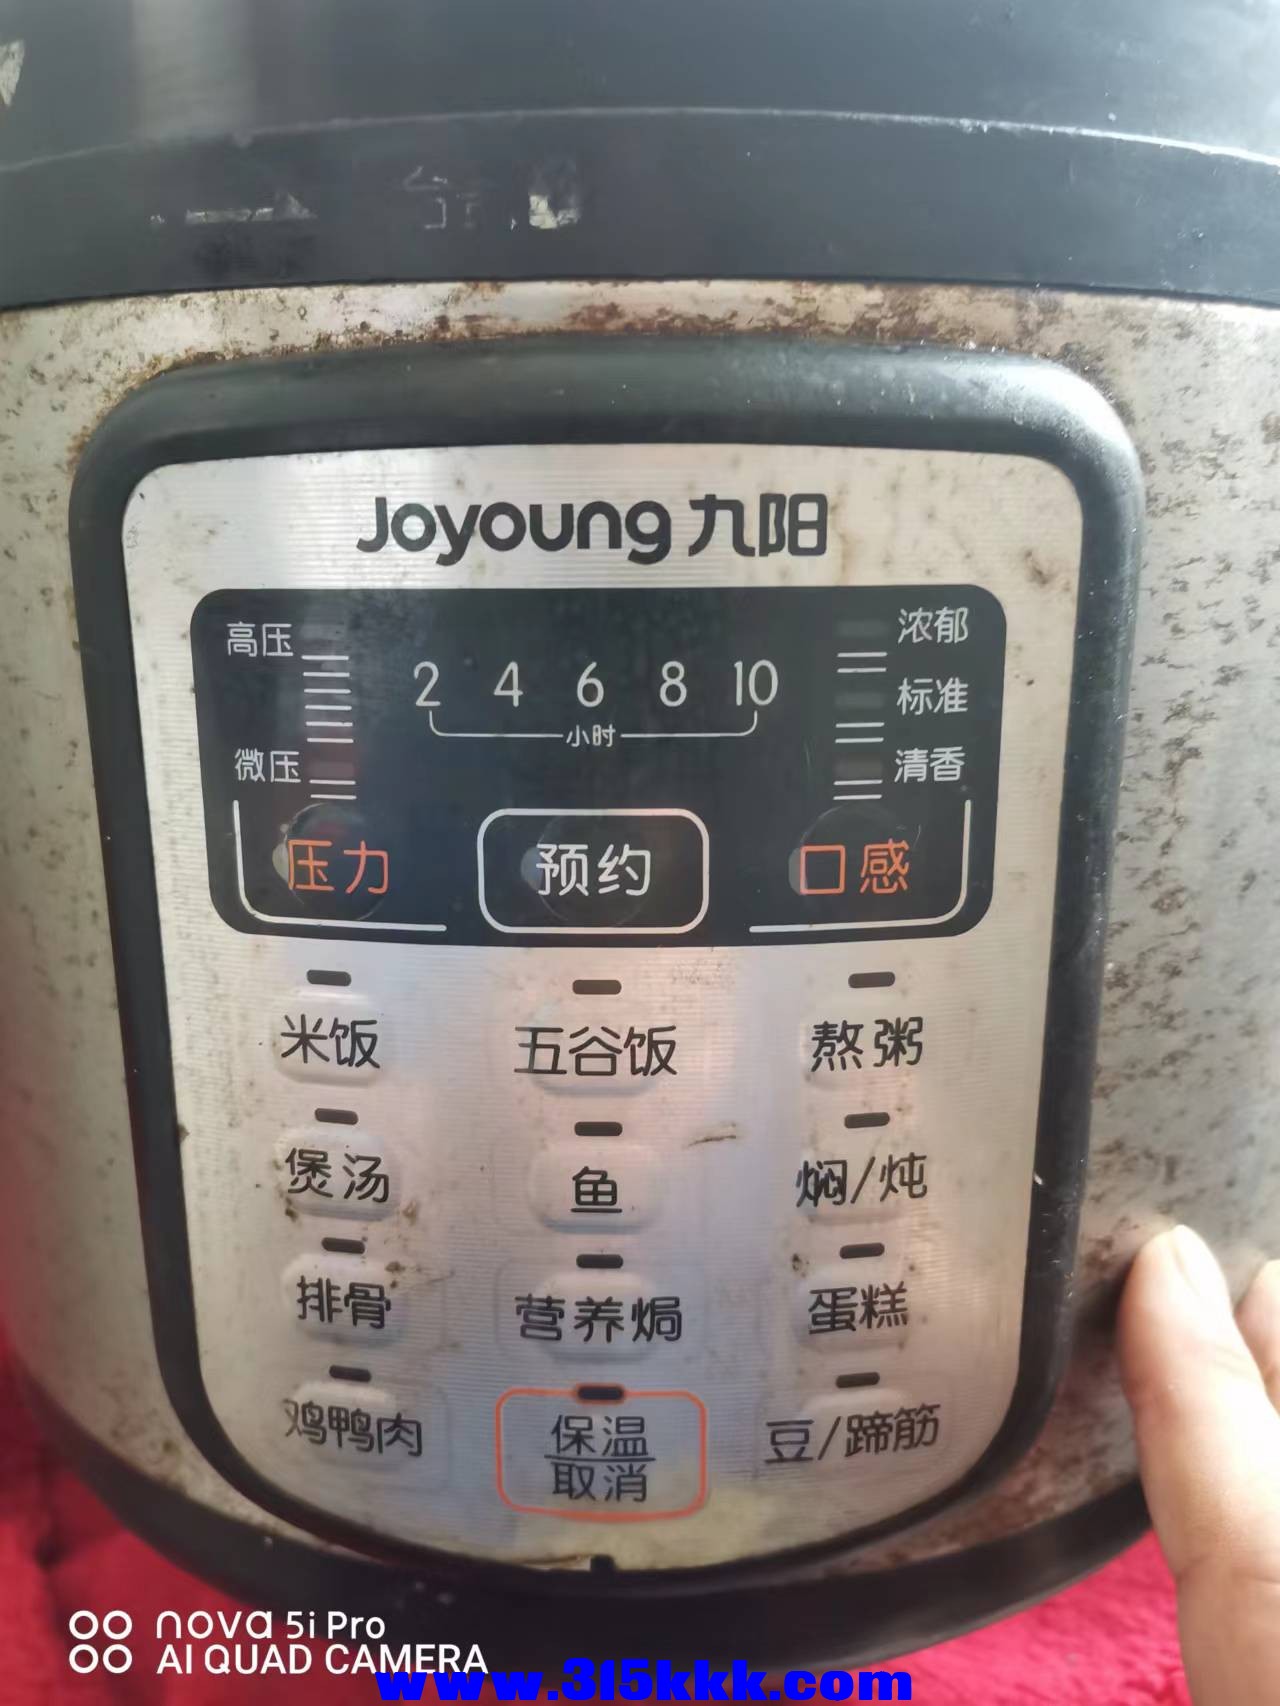 Joyoung 九阳
高压
微压
2 4 6 8 10
小时
浓郁
标准
清香
压力 预约 口感
米饭 五谷饭 熬粥
煲汤 鱼 焖/炖
排骨 营养焗 蛋糕
鸡鸭肉 保温 豆/蹄筋
取消
nova 5i Pro
AI QUAD CAMERA
www.315kkk.com